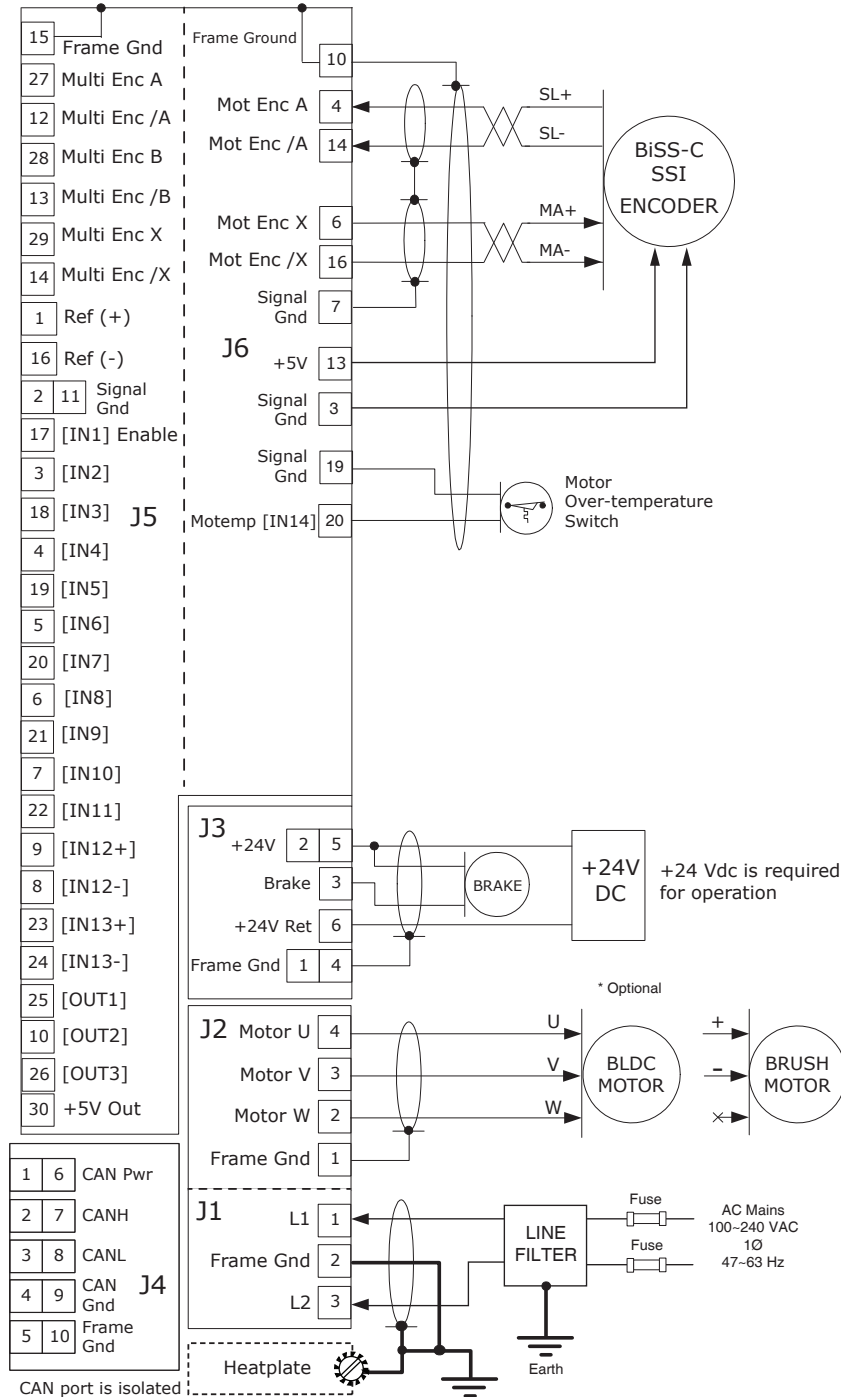 15 Frame Gnd
27 Multi Enc A
12 Multi Enc /A
28 Multi Enc B
13 Multi Enc /B
29 Multi Enc X
14 Multi Enc /X
1 Ref (+)
16 Ref (-)
2 11 Signal
Gnd
17 [IN1] Enable
3 [IN2]
18 [IN3]
J5
4 [IN4]
19 [IN5]
5 [IN6]
20 [IN7]
6 [IN8]
21 [IN9]
7 [IN10]
22 [IN11]
9 [IN12+]
8 [IN12-]
23 [IN13+]
24 [IN13-]
25 [OUT1]
10 [OUT2]
26 [OUT3]
30 +5V Out
Frame Ground 10
Mot Enc A 4
Mot Enc /A 14
Mot Enc X 6
Mot Enc /X 16
Signal
Gnd 7
J6
+5V 13
Signal
Gnd 3
Signal
Gnd 19
Motemp [IN14] 20
SL+
SL-
MA+
MA-
BiSS-C
SSI
ENCODER
Motor
Over-temperature
Switch
J3
+24V 2 5
Brake 3
+24V Ret 6
Frame Gnd 1 4
BRAKE
+24V
DC
+24 Vdc is required
for operation
* Optional
J2
Motor U 4
Motor V 3
Motor W 2
Frame Gnd 1
U
V
W
BLDC
MOTOR
+
-
BRUSH
MOTOR
J1
L1 1
Frame Gnd 2
L2 3
LINE
FILTER
Fuse
Fuse
AC Mains
100~240 VAC
1Ø
47~63 Hz
Earth
Heatplate
1 6 CAN Pwr
2 7 CANH
3 8 CANL
4 9 CAN
Gnd
J4
5 10 Frame
Gnd
CAN port is isolated